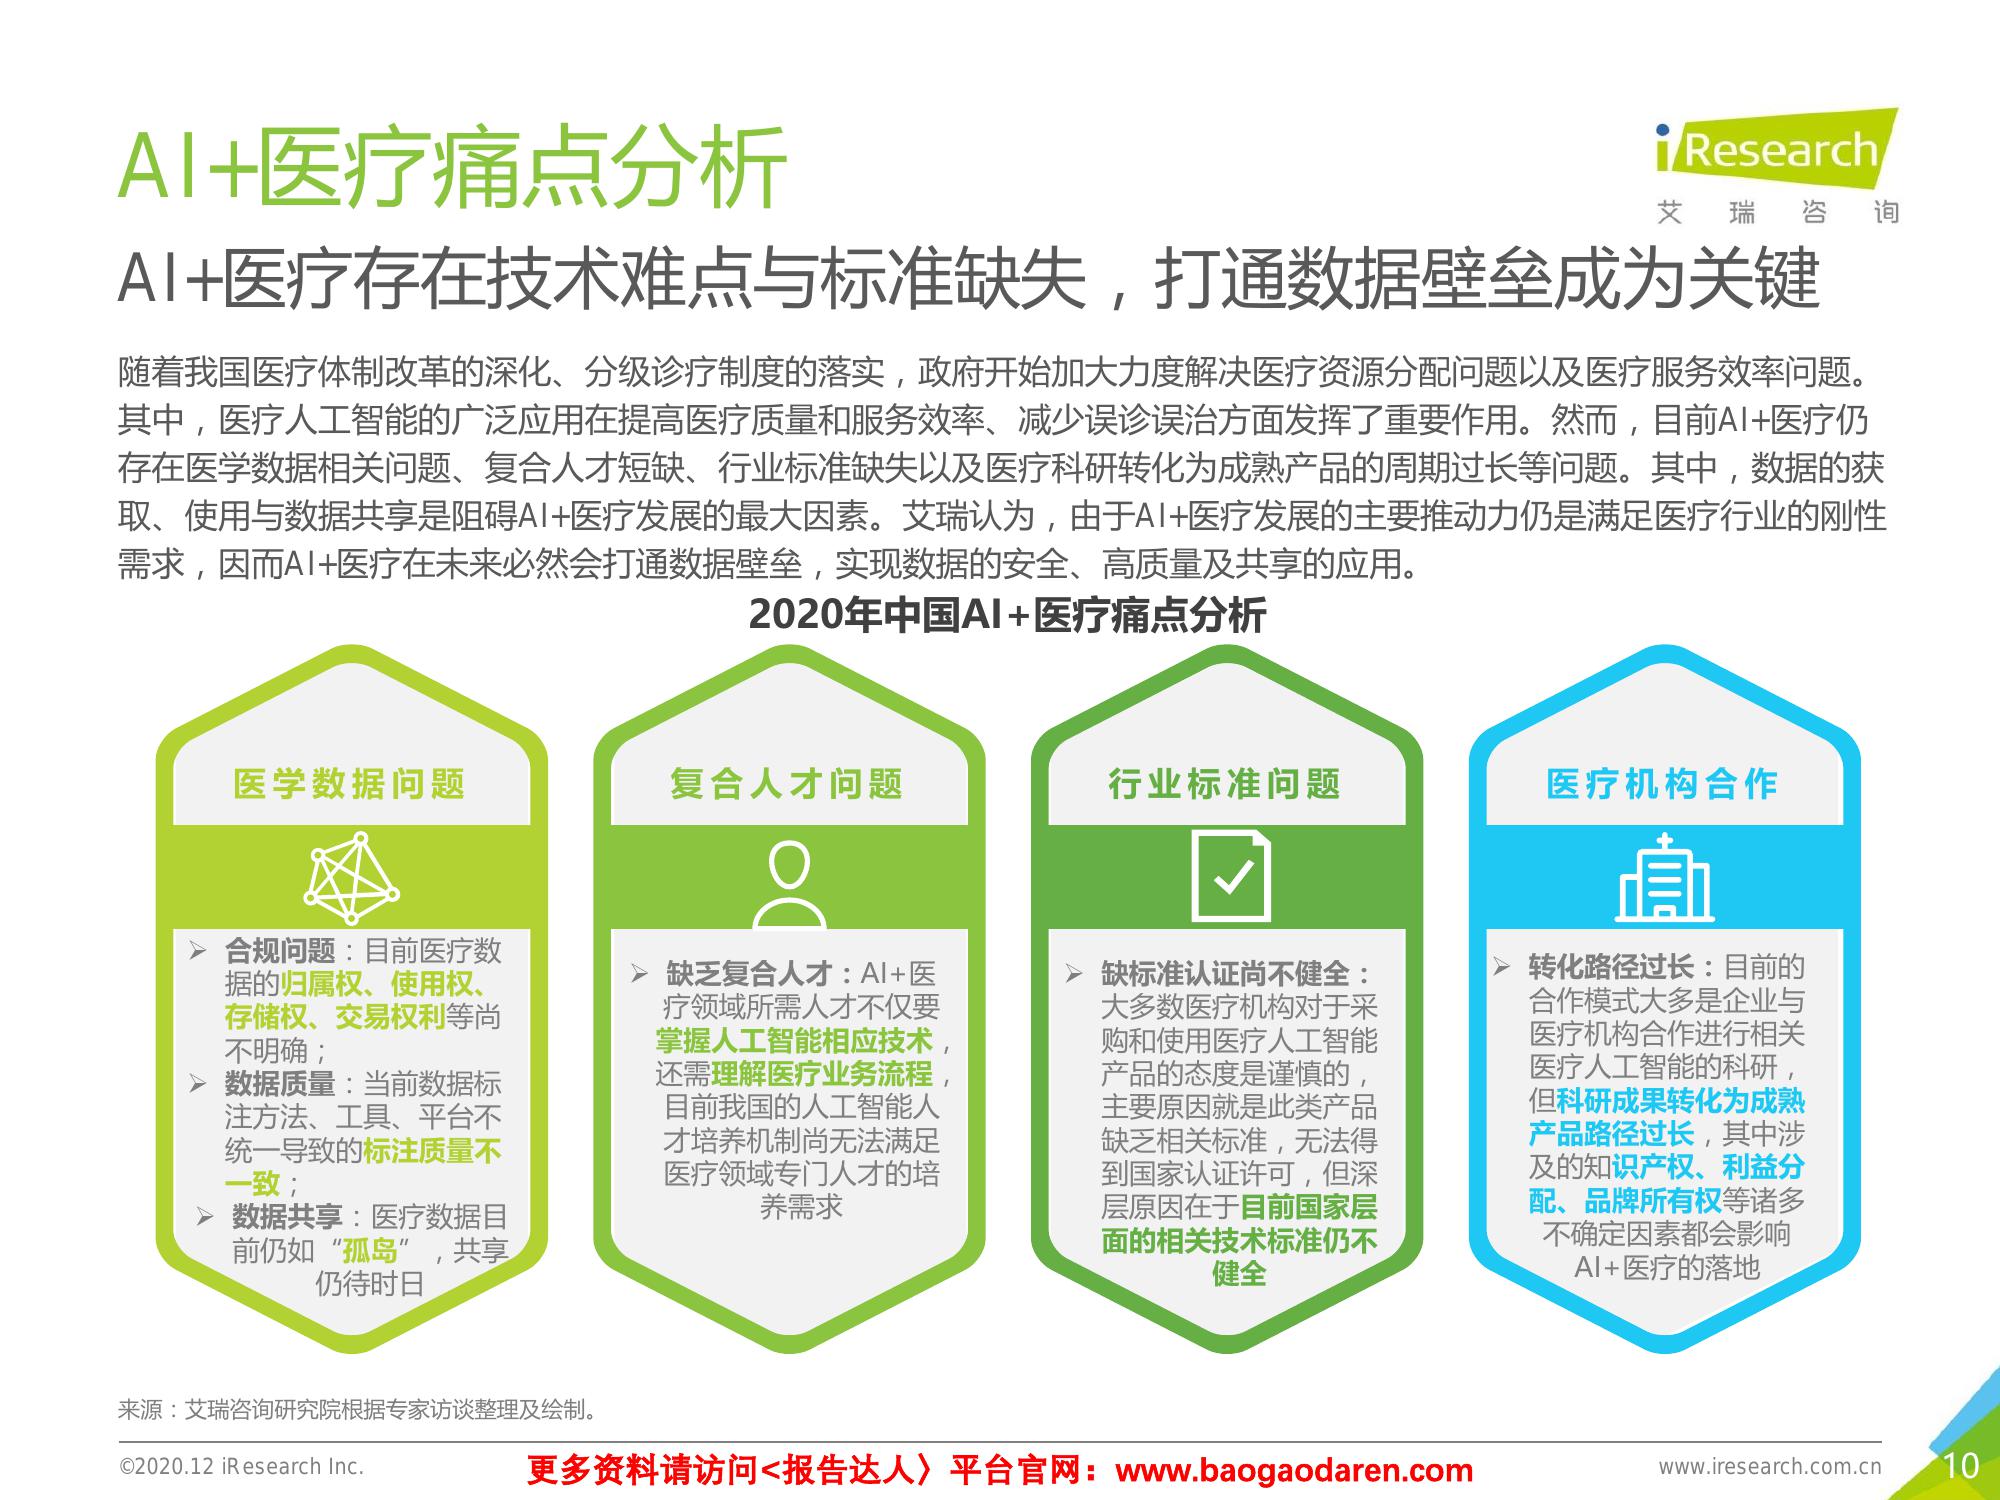 AI+医疗痛点分析
iResearch
艾瑞咨询
AI+医疗存在技术难点与标准缺失，打通数据壁垒成为关键
随着我国医疗体制改革的深化、分级诊疗制度的落实，政府开始加大力度解决医疗资源分配问题以及医疗服务效率问题。
其中，医疗人工智能的广泛应用在提高医疗质量和服务效率、减少误诊误治方面发挥了重要作用。然而，目前AI+医疗仍
存在医学数据相关问题、复合人才短缺、行业标准缺失以及医疗科研转化为成熟产品的周期过长等问题。其中，数据的获
取、使用与数据共享是阻碍AI+医疗发展的最大因素。艾瑞认为，由于AI+医疗发展的主要推动力仍是满足医疗行业的刚性
需求，因而AI+医疗在未来必然会打通数据壁垒，实现数据的安全、高质量及共享的应用。
2020年中国AI+医疗痛点分析
医学数据问题
➢ 合规问题：目前医疗数
据的归属权、使用权、
存储权、交易权利等尚
不明确；
➢ 数据质量：当前数据标
注方法、工具、平台不
统一导致的标注质量不
一致；
➢ 数据共享：医疗数据目
前仍如“孤岛”，共享
仍待时日
复合人才问题
➢ 缺乏复合人才：AI+医
疗领域所需人才不仅要
掌握人工智能相应技术，
还需理解医疗业务流程，
目前我国的人工智能人
才培养机制尚无法满足
医疗领域专门人才的培
养需求
行业标准问题
➢ 缺标准认证尚不健全：
大多数医疗机构对于采
购和使用医疗人工智能
产品的态度是谨慎的，
主要原因就是此类产品
缺乏相关标准，无法得
到国家认证许可，但深
层原因在于目前国家层
面的相关技术标准仍不
健全
医疗机构合作
➢ 转化路径过长：目前的
合作模式大多是企业与
医疗机构合作进行相关
医疗人工智能的科研，
但科研成果转化为成熟
产品路径过长，其中涉
及的知识产权、利益分
配、品牌所有权等诸多
不确定因素都会影响
AI+医疗的落地
来源：艾瑞咨询研究院根据专家访谈整理及绘制。
©2020.12 iResearch Inc.
更多资料请访问<报告达人〉平台官网：www.baogaodaren.com
www.iresearch.com.cn
10